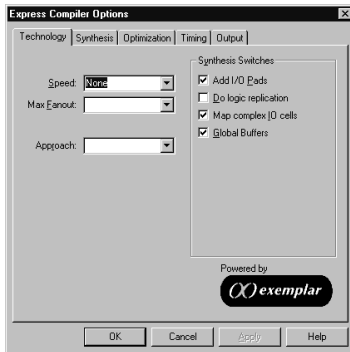 Express Compiler Options
Technology Synthesis Optimization Timing Output
Speed: None
Max Fanout:
Approach:
Synthesis Switches
Add I/O Pads
Do logic replication
Map complex IO cells
Global Buffers
Powered by
exemplar
OK Cancel Apply Help